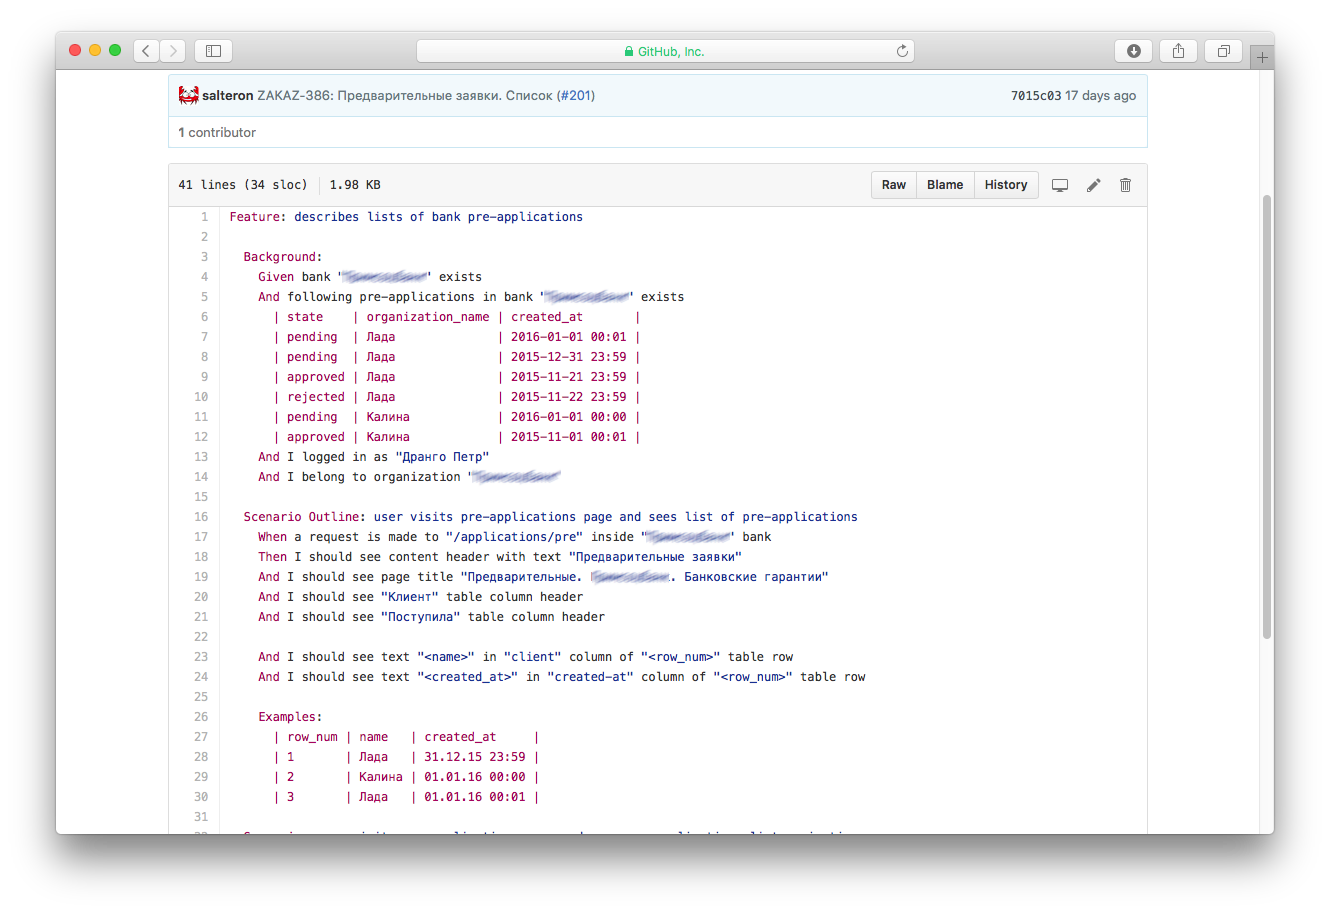 GitHub, Inc.
salteron ZAKAZ-386: Предварительные заявки. Список (#201) 7015c03 17 days ago
1 contributor
41 lines (34 sloc) 1.98 KB Raw Blame History
1 Feature: describes lists of bank pre-applications
2
3 Background:
4 Given bank '' exists
5 And following pre-applications in bank '' exists
6 | state | organization_name | created_at |
7 | pending | Лада | 2016-01-01 00:01 |
8 | pending | Лада | 2015-12-31 23:59 |
9 | approved | Лада | 2015-11-21 23:59 |
10 | rejected | Лада | 2015-11-22 23:59 |
11 | pending | Калина | 2016-01-01 00:00 |
12 | approved | Калина | 2015-11-01 00:01 |
13 And I logged in as "Дранго Петр"
14 And I belong to organization '
15
16 Scenario Outline: user visits pre-applications page and sees list of pre-applications
17 When a request is made to "/applications/pre" inside "' bank
18 Then I should see content header with text "Предварительные заявки"
19 And I should see page title "Предварительные. . Банковские гарантии"
20 And I should see "Клиент" table column header
21 And I should see "Поступила" table column header
22
23 And I should see text "<name>" in "client" column of "<row_num>" table row
24 And I should see text "<created_at>" in "created-at" column of "<row_num>" table row
25
26 Examples:
27 | row_num | name | created_at |
28 | 1 | Лада | 31.12.15 23:59 |
29 | 2 | Калина | 01.01.16 00:00 |
30 | 3 | Лада | 01.01.16 00:01 |
31